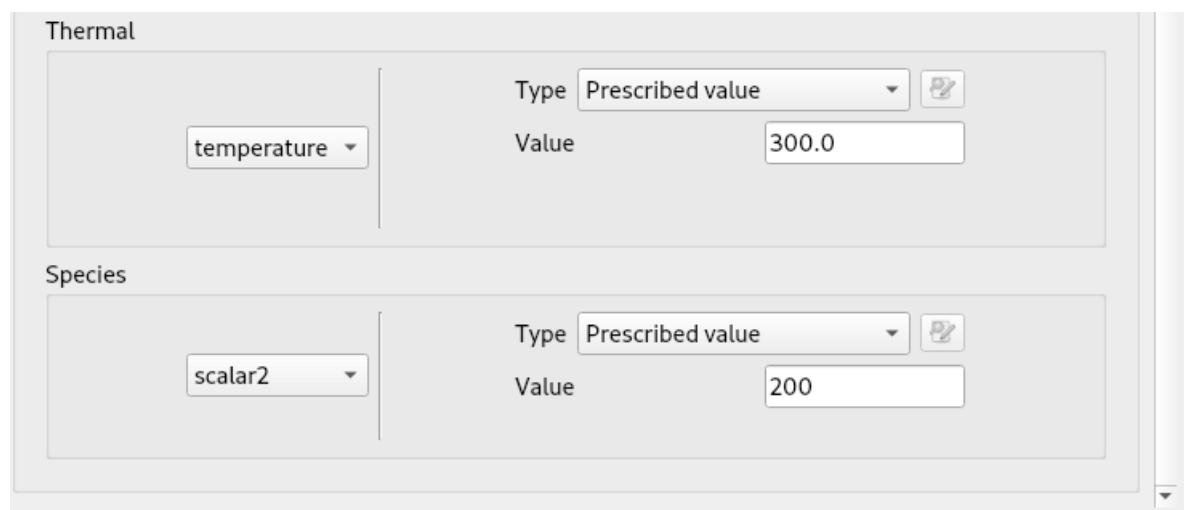 Thermal
Type Prescribed value
temperature
Value 300.0
Species
Type Prescribed value
scalar2
Value 200